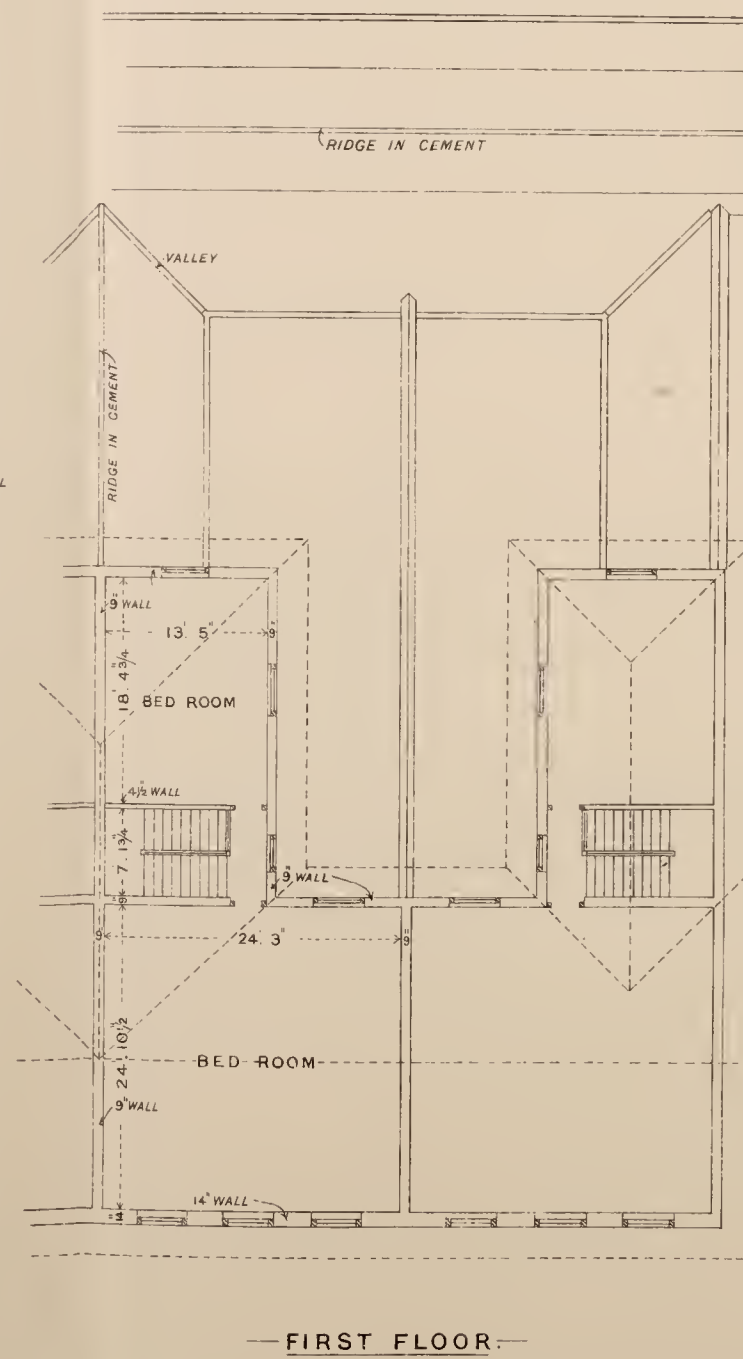 RIDGE IN CEMENT
VALLEY
RIDGE IN CEMENT
9" WALL
13'. 5"
9"
18'. 4¾"
BED ROOM
4½" WALL
7'. 1¾"
9"
9" WALL
9"
24'. 3"
9"
24'. 10½"
BED ROOM
9" WALL
14" WALL
14"
FIRST FLOOR.